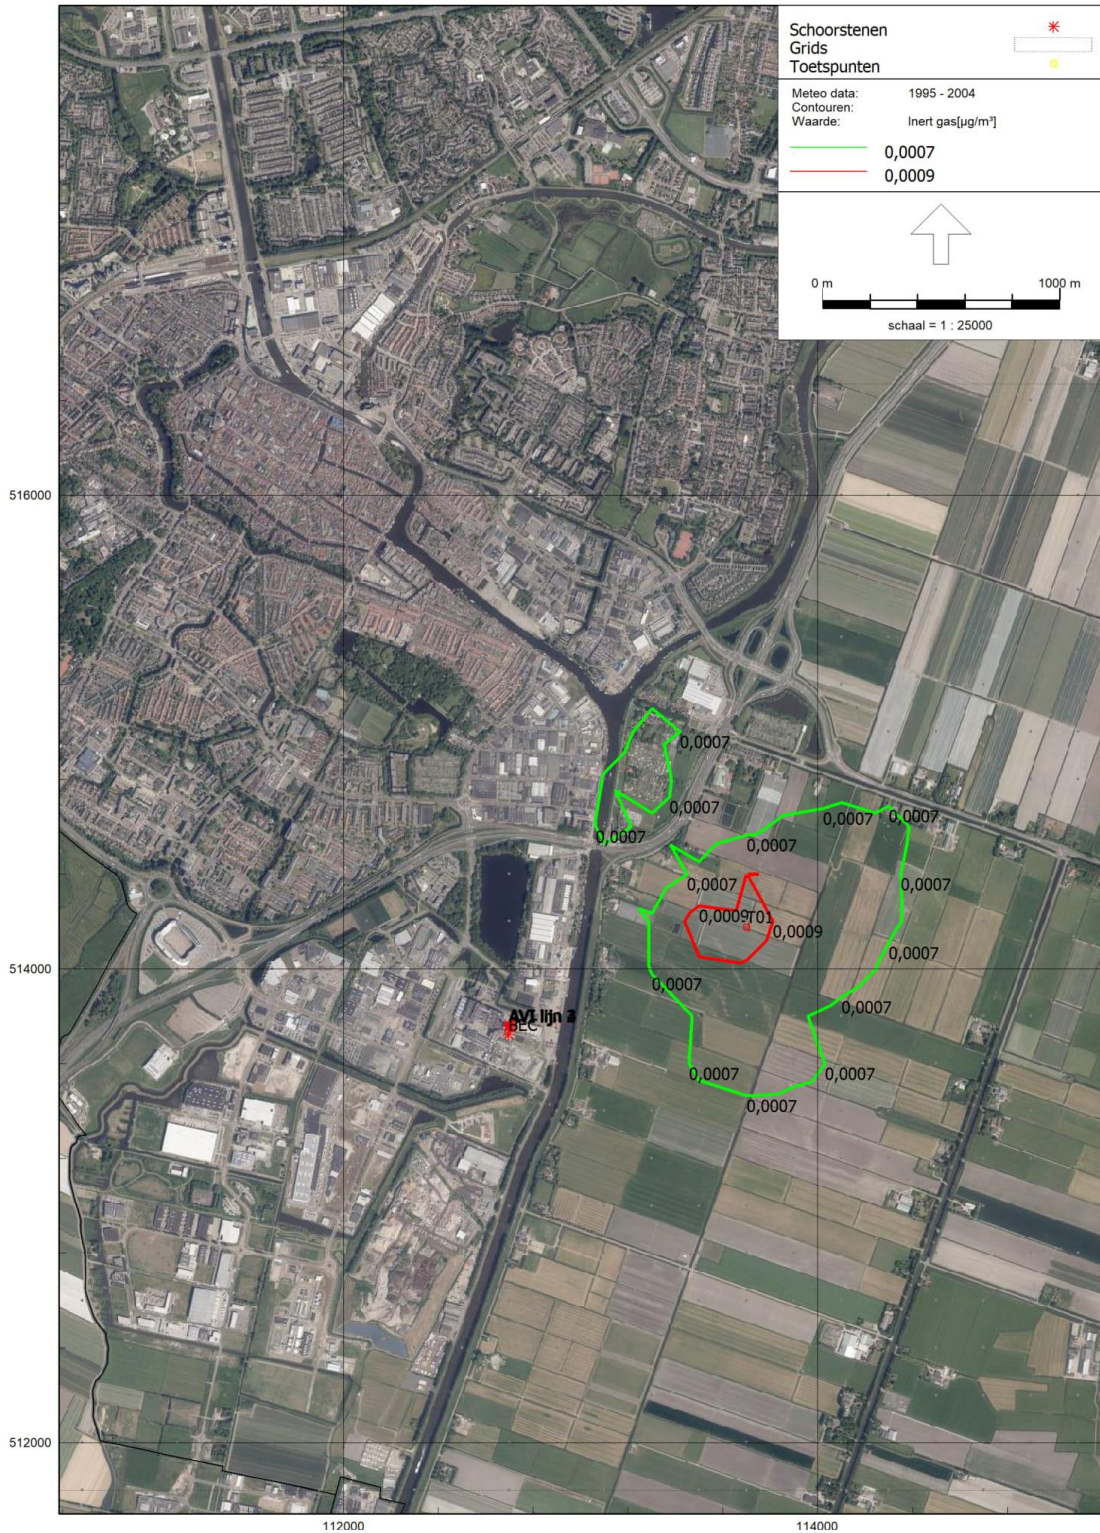 Schoorstenen
Grids
Toetspunten
Meteo data: 1995 - 2004
Contouren:
Waarde: Inert gas[µg/m³]
0,0007
0,0009
0 m 1000 m
schaal = 1 : 25000
516000
0,0007
0,0007
0,0007
0,0007
0,0007
0,0007
0,0007
0,0007
0,0009
T01
0,0009
0,0007
514000
0,0007
0,0007
AVI lijn
BEC
0,0007
0,0007
0,0007
512000
112000
114000